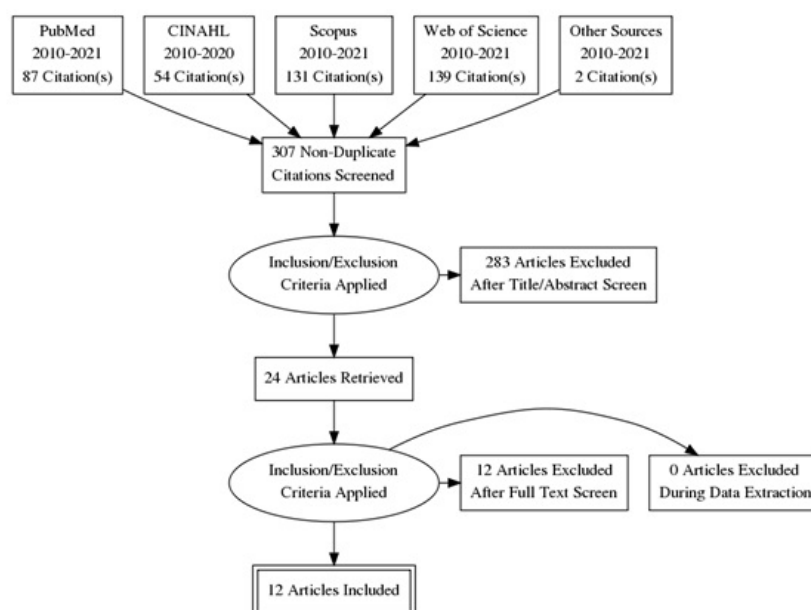 PubMed
2010-2021
87 Citation(s)
CINAHL
2010-2020
54 Citation(s)
Scopus
2010-2021
131 Citation(s)
Web of Science
2010-2021
139 Citation(s)
Other Sources
2010-2021
2 Citation(s)
307 Non-Duplicate
Citations Screened
Inclusion/Exclusion
Criteria Applied
283 Articles Excluded
After Title/Abstract Screen
24 Articles Retrieved
Inclusion/Exclusion
Criteria Applied
12 Articles Excluded
After Full Text Screen
0 Articles Excluded
During Data Extraction
12 Articles Included